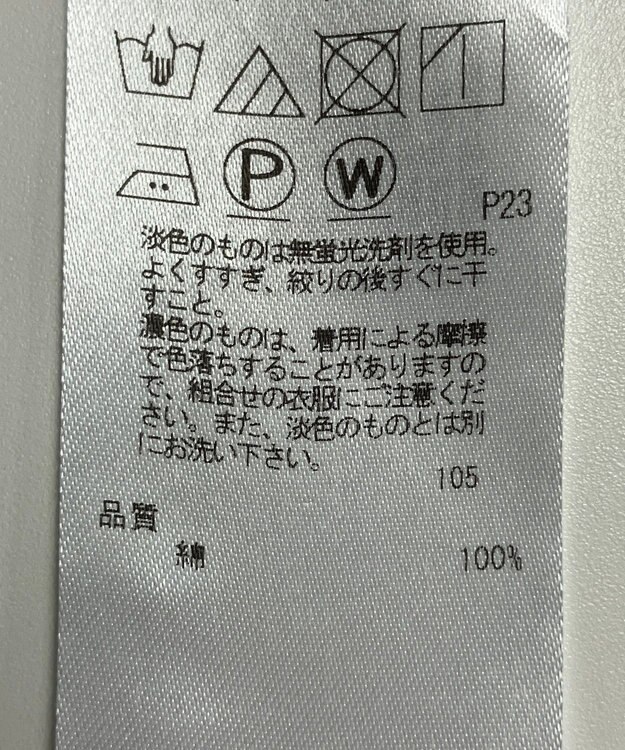 P
W
P23
淡色のものは無蛍光洗剤を使用。
よくすすぎ、絞りの後すぐに干
すこと。
濃色のものは、着用による摩擦
で色落ちすることがありますの
で、組合せの衣服にご注意くだ
さい。また、淡色のものとは別
にお洗い下さい。
105
品質
綿 100%